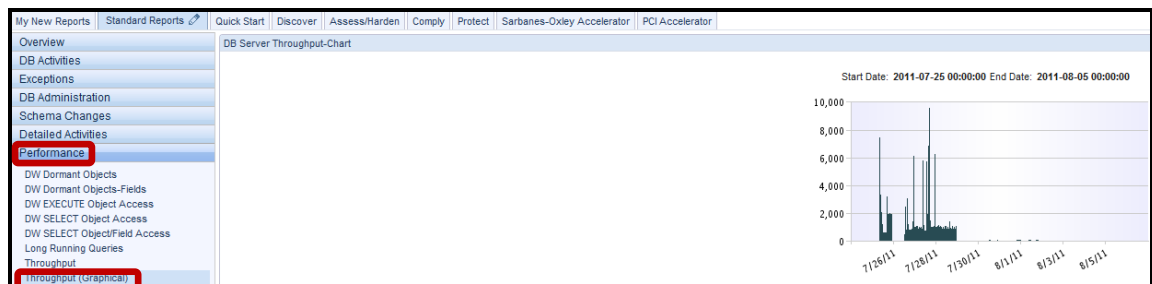 My New Reports Standard Reports Quick Start Discover Assess/Harden Comply Protect Sarbanes-Oxley Accelerator PCI Accelerator
Overview
DB Activities
Exceptions
DB Administration
Schema Changes
Detailed Activities
Performance
DW Dormant Objects
DW Dormant Objects-Fields
DW EXECUTE Object Access
DW SELECT Object Access
DW SELECT Object/Field Access
Long Running Queries
Throughput
Throughput (Graphical)
DB Server Throughput-Chart
Start Date: 2011-07-25 00:00:00 End Date: 2011-08-05 00:00:00
10,000
8,000
6,000
4,000
2,000
0
7/26/11 7/28/11 7/30/11 8/1/11 8/3/11 8/5/11